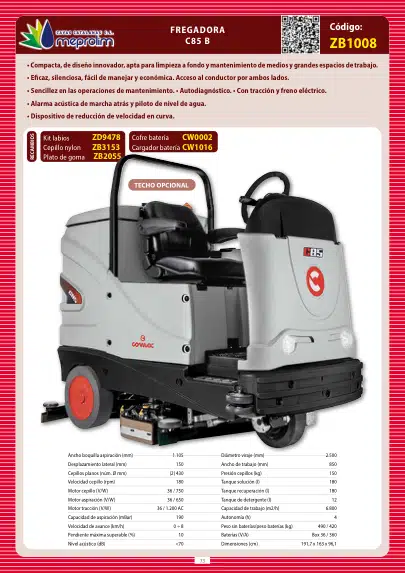 GRUPO CATALANES S.L.
meprolim
FREGADORA
C85 B
Código:
ZB1008
• Compacta, de diseño innovador, apta para limpieza a fondo y mantenimiento de medios y grandes espacios de trabajo.
• Eficaz, silenciosa, fácil de manejar y económica. Acceso al conductor por ambos lados.
• Sencillez en las operaciones de mantenimiento. • Autodiagnóstico. • Con tracción y freno eléctrico.
• Alarma acústica de marcha atrás y piloto de nivel de agua.
• Dispositivo de reducción de velocidad en curva.
RECAMBIOS
Kit labios ZD9478
Cepillo nylon ZB3153
Plato de goma ZB2055
Cofre batería CW0002
Cargador batería CW1016
TECHO OPCIONAL
C85
COMAC
Ancho boquilla aspiración (mm) 1.105
Desplazamiento lateral (mm) 150
Cepillos planos (núm. Ø mm) (2) 430
Velocidad cepillo (rpm) 180
Motor cepillo (V/W) 36 / 750
Motor aspiración (V/W) 36 / 650
Motor tracción (V/W) 36 / 1.200 AC
Capacidad de aspiración (mbar) 190
Velocidad de avance (km/h) 0 ÷ 8
Pendiente máxima superable (%) 10
Nivel acústico (dB) <70
Diámetro viraje (mm) 2.500
Ancho de trabajo (mm) 850
Presión cepillos (kg) 150
Tanque solución (l) 180
Tanque recuperación (l) 180
Tanque de detergente (l) 12
Capacidad de trabajo (m2/h) 6.800
Autonomía (h) 4
Peso sin baterías/peso baterías (kg) 490 / 420
Baterías (V/A) Box 36 / 360
Dimensiones (cm) 191,7 x 163 x 96,1
77